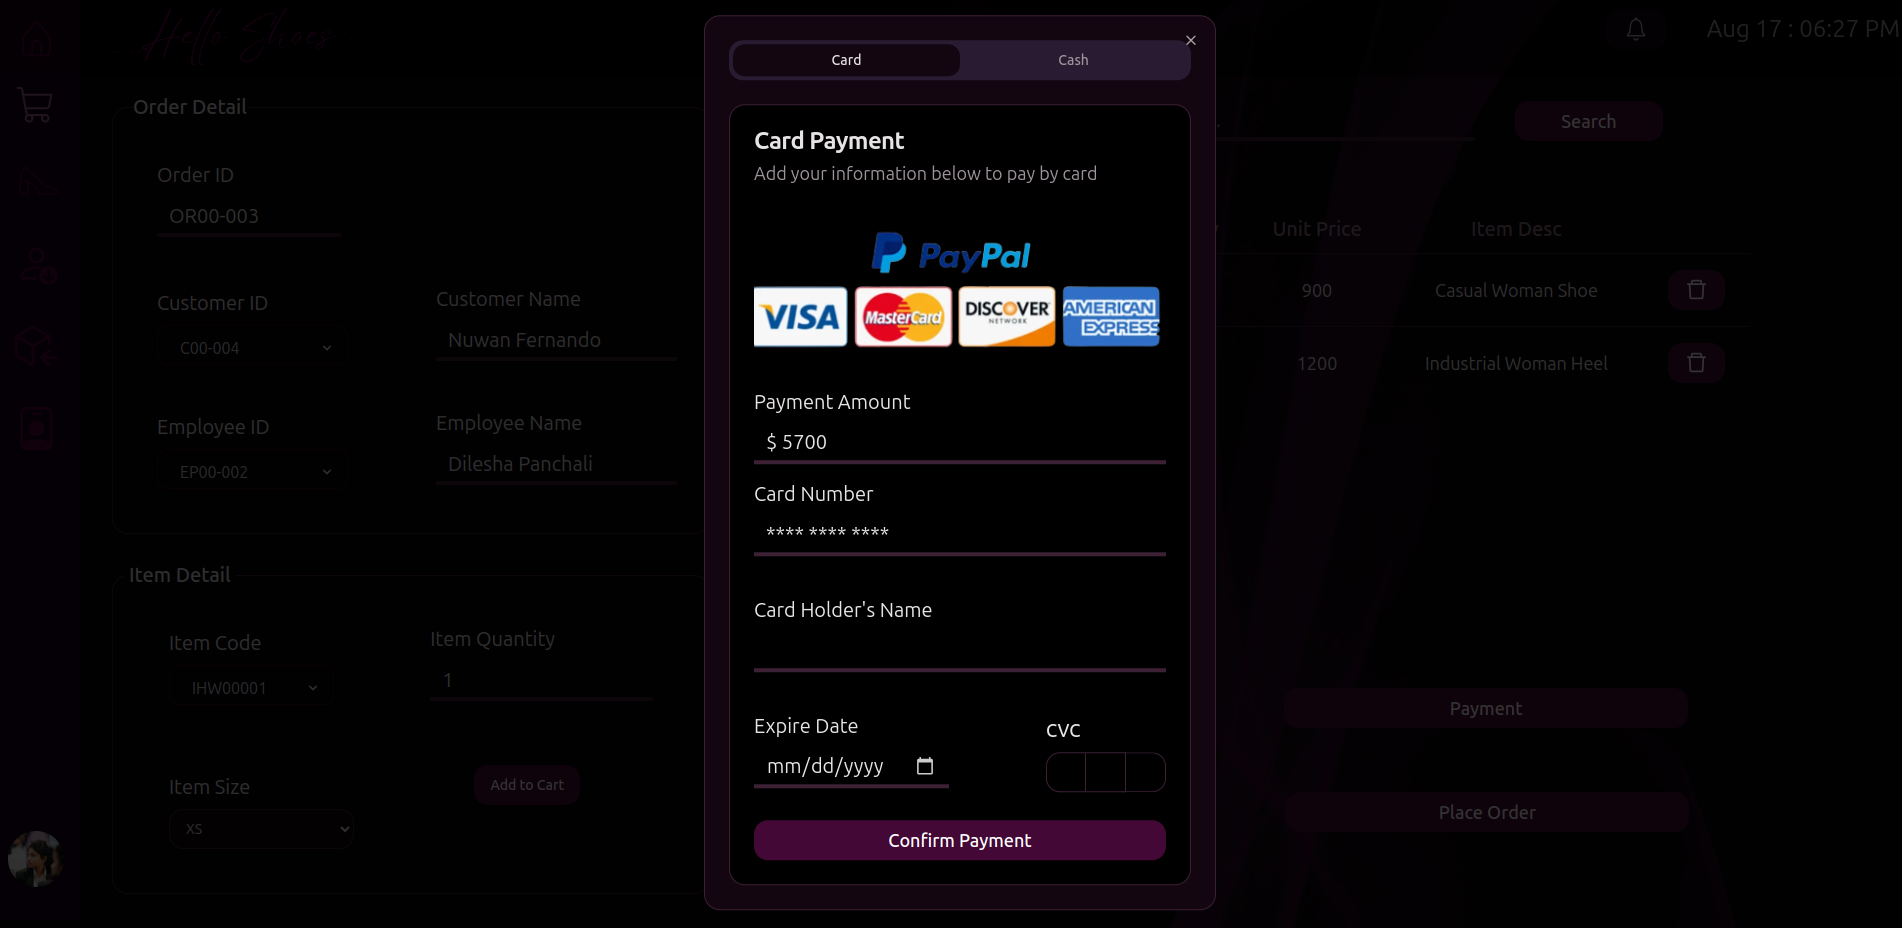 Hello Shoes
Aug 17 : 06:27 PM
Card
Cash
Order Detail
Order ID
OR00-003
Customer ID
C00-004
Customer Name
Nuwan Fernando
Employee ID
EP00-002
Employee Name
Dilesha Panchali
Item Detail
Item Code
IHW00001
Item Quantity
1
Item Size
XS
Add to Cart
Card Payment
Add your information below to pay by card
PayPal
VISA
MasterCard
DISCOVER
NETWORK
AMERICAN
EXPRESS
Payment Amount
$ 5700
Card Number
**** **** ****
Card Holder's Name
Expire Date
mm/dd/yyyy
CVC
Confirm Payment
Search
Unit Price
Item Desc
900
Casual Woman Shoe
1200
Industrial Woman Heel
Payment
Place Order